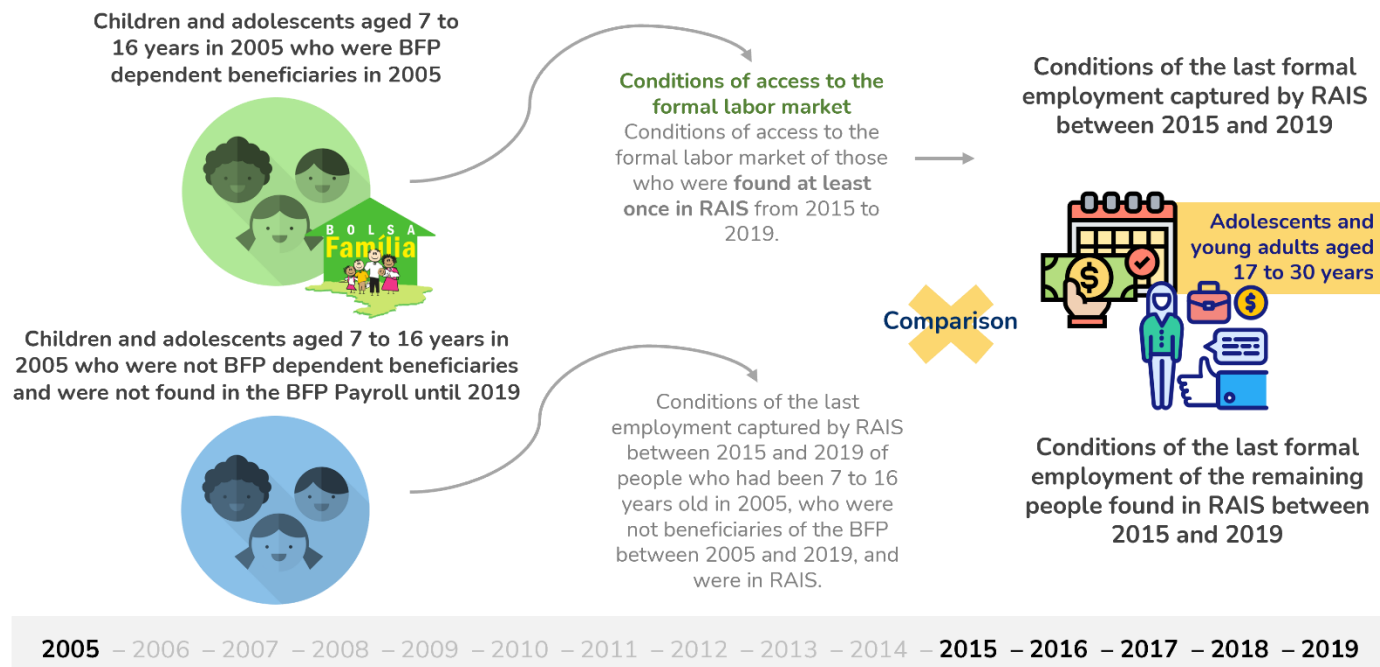 Children and adolescents aged 7 to
16 years in 2005 who were BFP
dependent beneficiaries in 2005
BOLSA
Família
Conditions of access to the
formal labor market
Conditions of access to the
formal labor market of those
who were found at least
once in RAIS from 2015 to
2019.
Conditions of the last formal
employment captured by RAIS
between 2015 and 2019
Adolescents and
young adults aged
17 to 30 years
Comparison
Children and adolescents aged 7 to 16 years in
2005 who were not BFP dependent beneficiaries
and were not found in the BFP Payroll until 2019
Conditions of the last
employment captured by RAIS
between 2015 and 2019 of
people who had been 7 to 16
years old in 2005, who were
not beneficiaries of the BFP
between 2005 and 2019, and
were in RAIS.
Conditions of the last formal
employment of the remaining
people found in RAIS between
2015 and 2019
2005 – 2006 – 2007 – 2008 – 2009 – 2010 – 2011 – 2012 – 2013 – 2014 – 2015 – 2016 – 2017 – 2018 – 2019